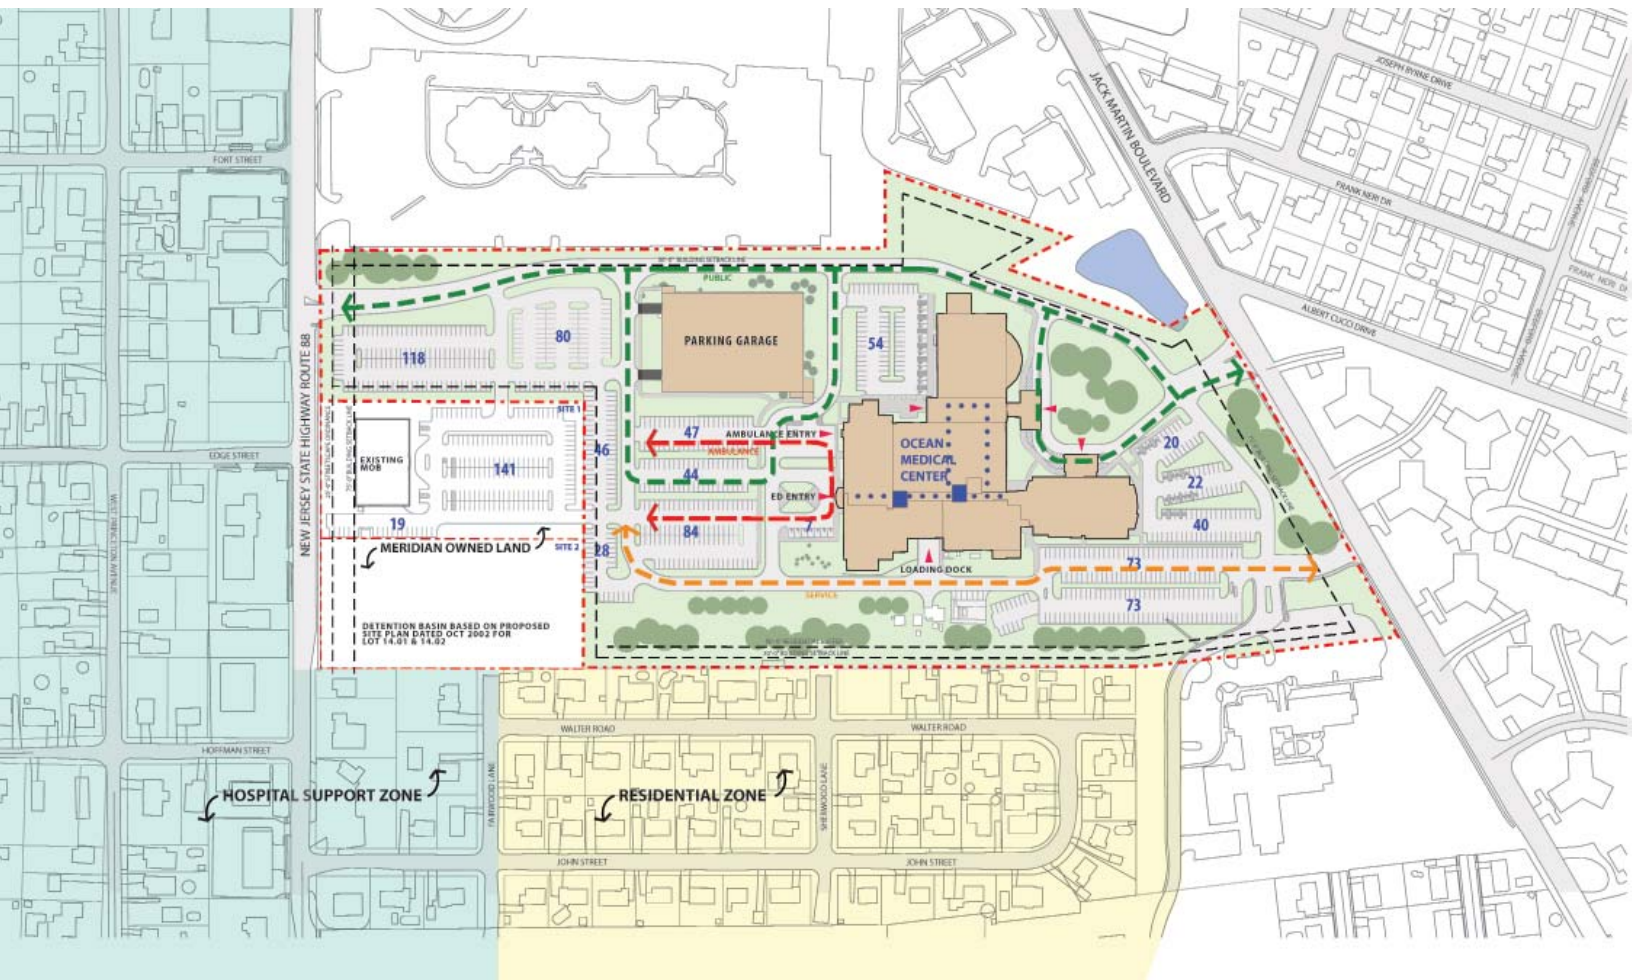 FORT STREET
EDGE STREET
HOFFMAN STREET
NEW JERSEY STATE HIGHWAY ROUTE 88
JACK MARTIN BOULEVARD
JOSEPH BYRNE DRIVE
FRANK NERI DR
ALBERT CUCCI DRIVE
BUILDING SETBACK LINE
PUBLIC
118
80
PARKING GARAGE
54
SITE 1
EXISTING
MOB
141
19
46
47
AMBULANCE ENTRY
AMBULANCE
44
ED ENTRY
84
7
28
OCEAN
MEDICAL
CENTER
20
22
40
73
73
LOADING DOCK
SERVICE
MERIDIAN OWNED LAND
SITE 2
DETENTION BASIN BASED ON PROPOSED
SITE PLAN DATED OCT 2002 FOR
LOT 14.01 & 14.02
WALTER ROAD
WALTER ROAD
HOSPITAL SUPPORT ZONE
RESIDENTIAL ZONE
FAIRWOOD LANE
SHERWOOD LANE
JOHN STREET
JOHN STREET